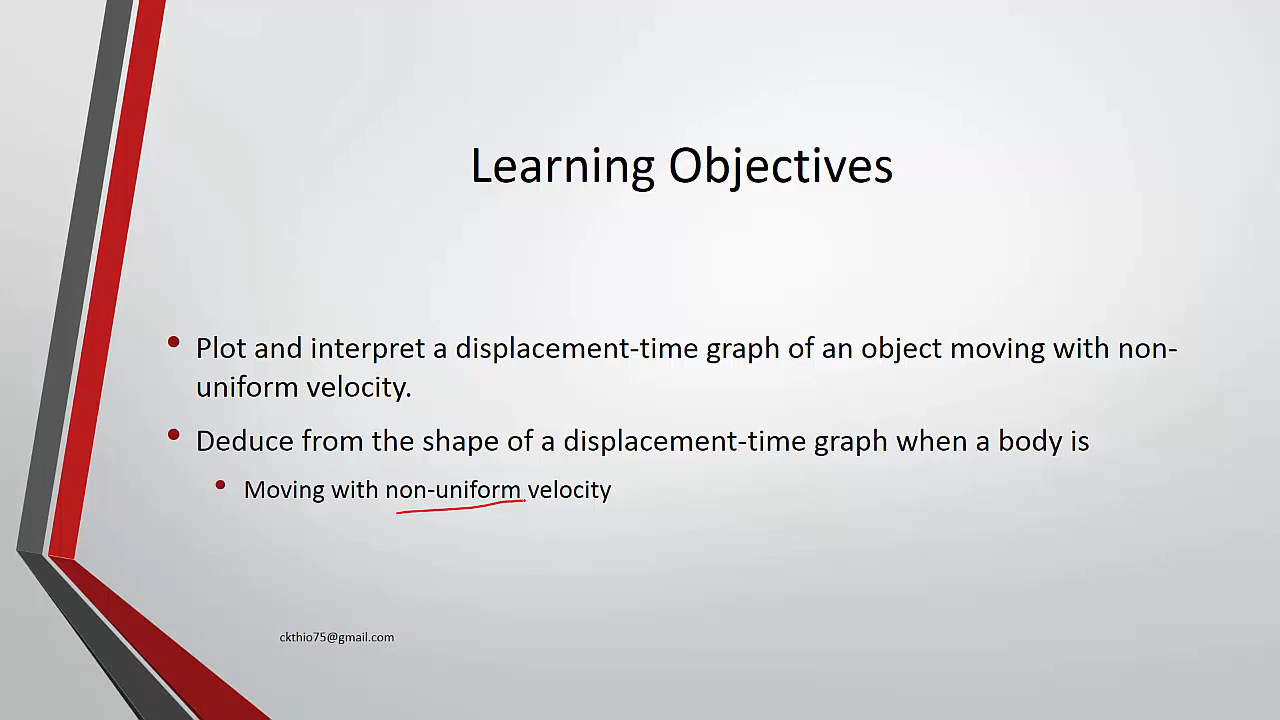 Learning Objectives
Plot and interpret a displacement-time graph of an object moving with non-
uniform velocity.
Deduce from the shape of a displacement-time graph when a body is
Moving with non-uniform velocity
ckthio75@gmail.com